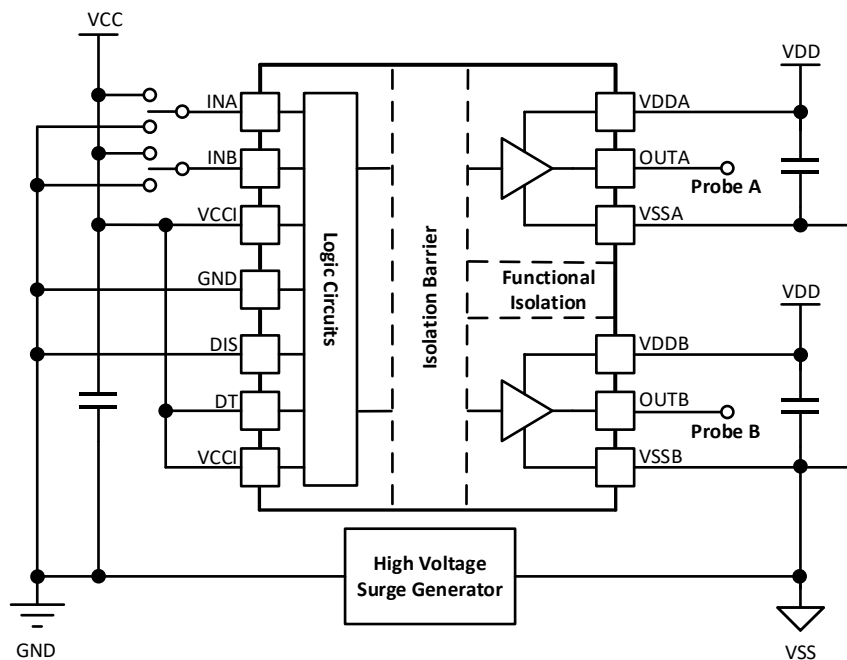 VCC
VDD
INA
VDDA
INB
OUTA
Probe A
VCCI
VSSA
Logic Circuits
Isolation Barrier
Functional
Isolation
GND
VDD
DIS
VDDB
DT
OUTB
Probe B
VCCI
VSSB
High Voltage
Surge Generator
GND
VSS